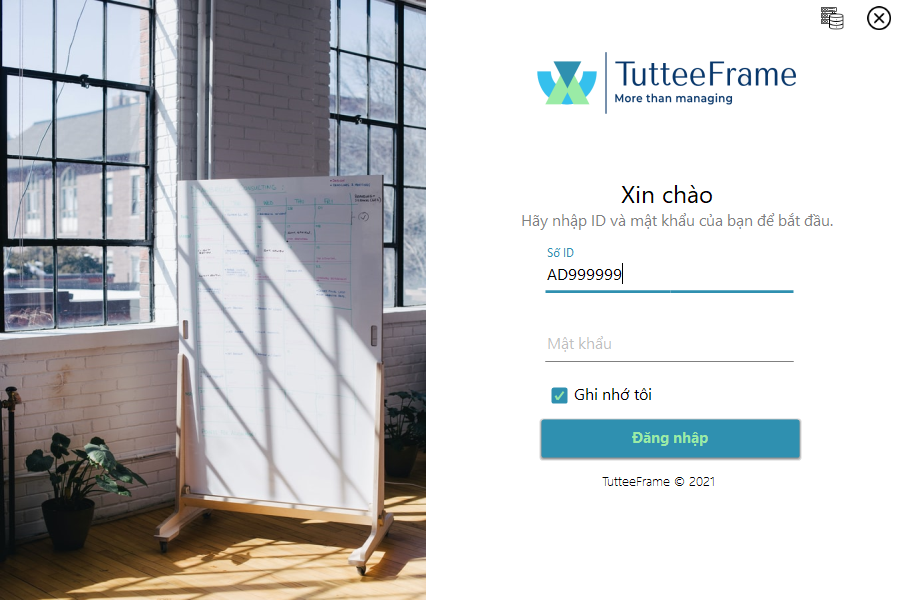 TutteeFrame
More than managing
Xin chào
Hãy nhập ID và mật khẩu của bạn để bắt đầu.
Số ID
AD999999
Mật khẩu
Ghi nhớ tôi
Đăng nhập
TutteeFrame © 2021